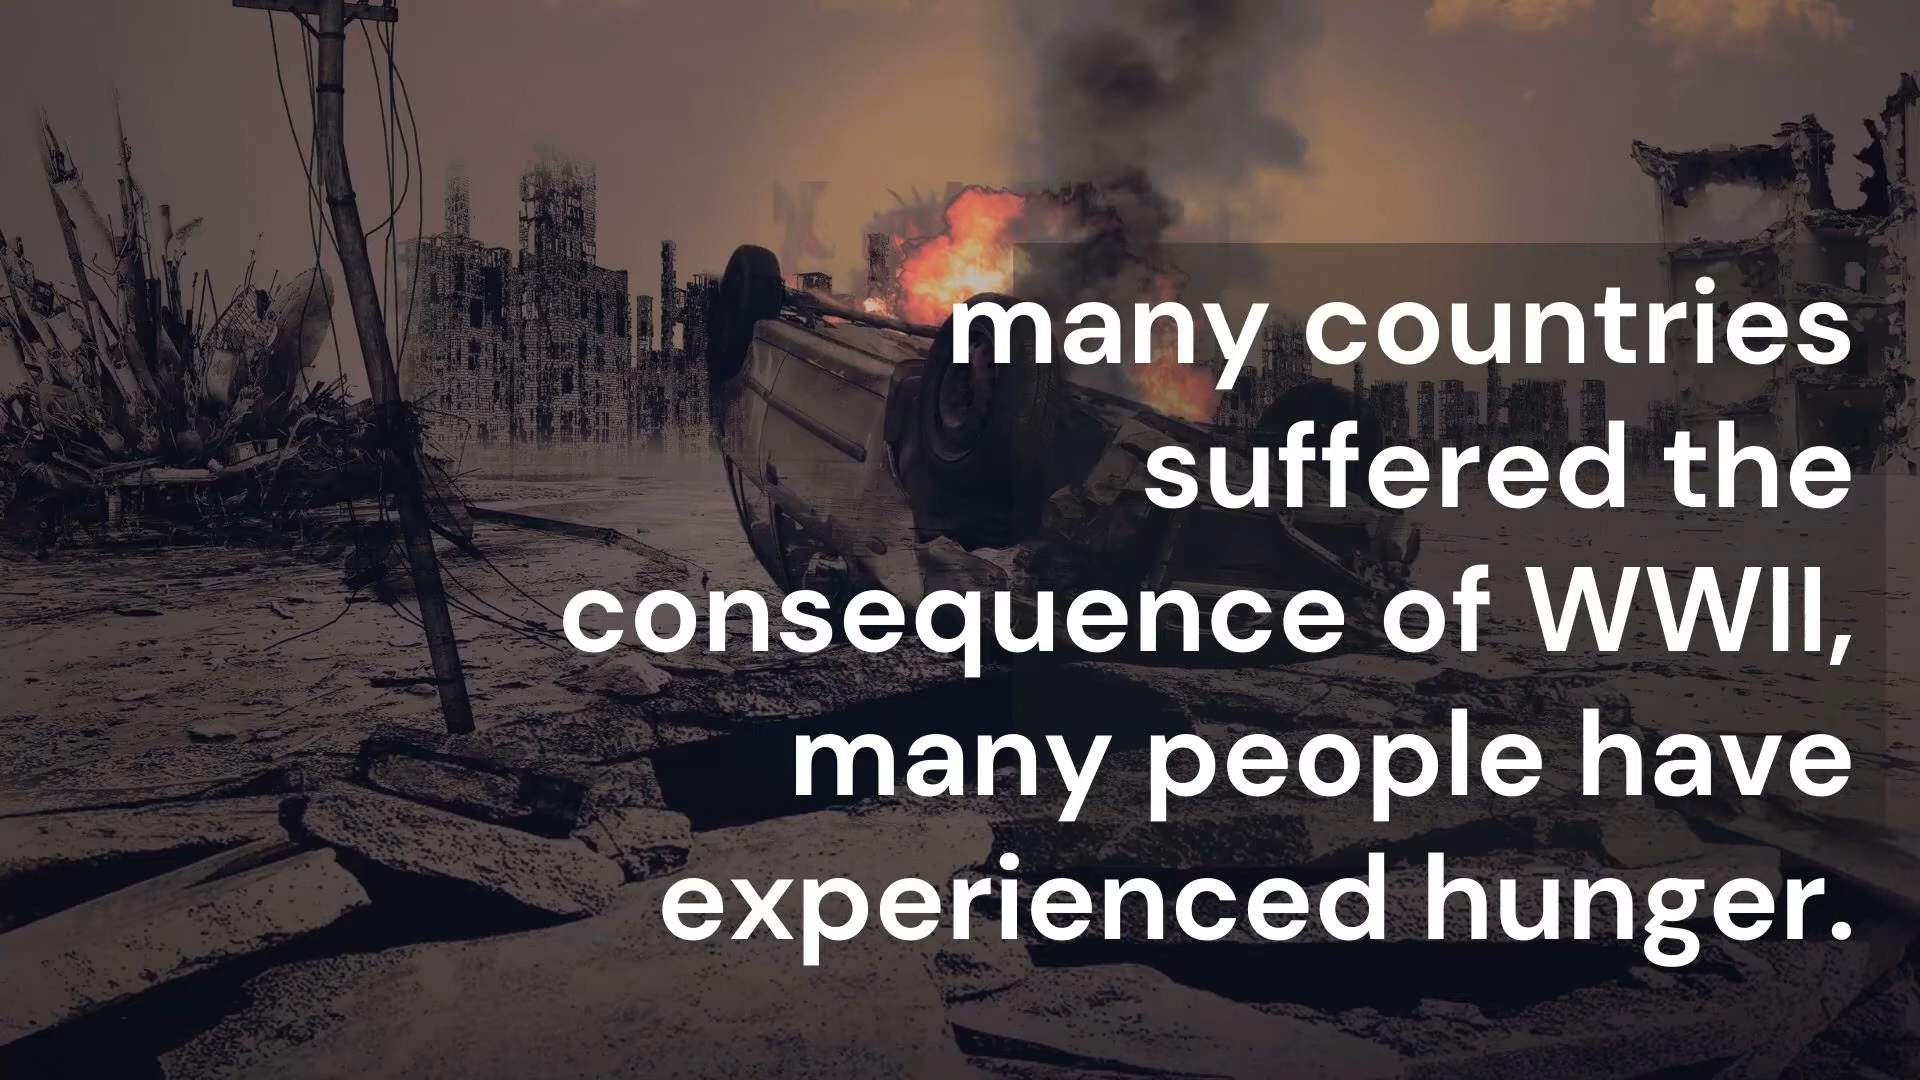 many countries
suffered the
consequence of WWII,
many people have
experienced hunger.